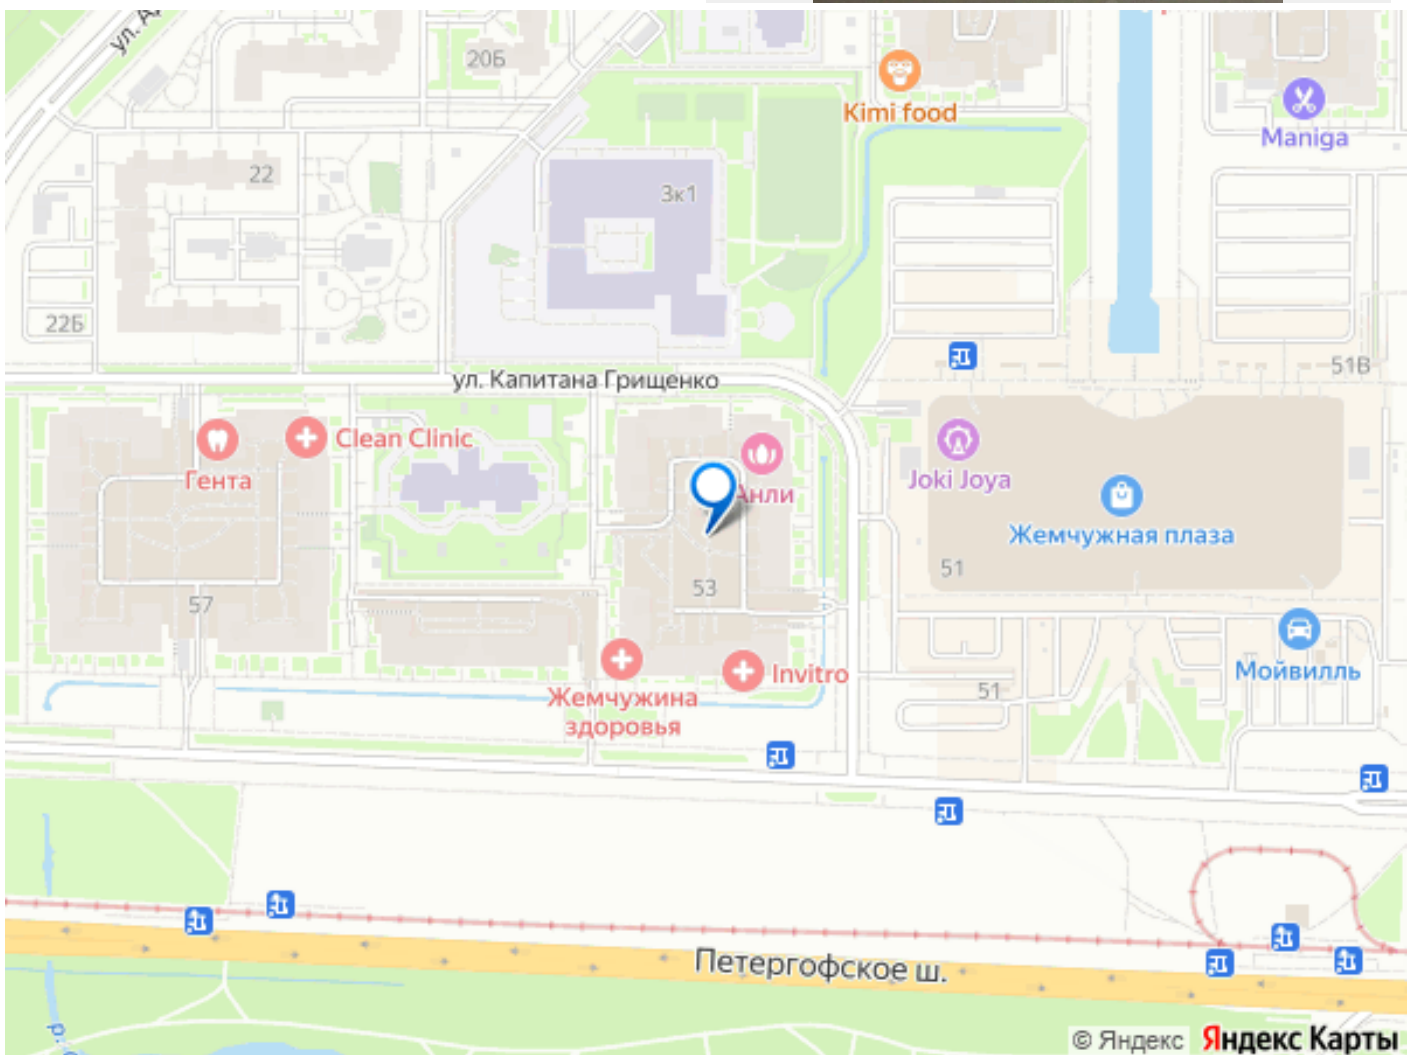 20Б
Kimi food
Maniga
22
3к1
22Б
51В
ул. Капитана Грищенко
Clean Clinic
Гента
Joki Joya
Анли
Жемчужная плаза
51
53
57
Мойвилль
Invitro
51
Жемчужина
здоровья
Петергофское ш.
р.
© Яндекс Яндекс Карты